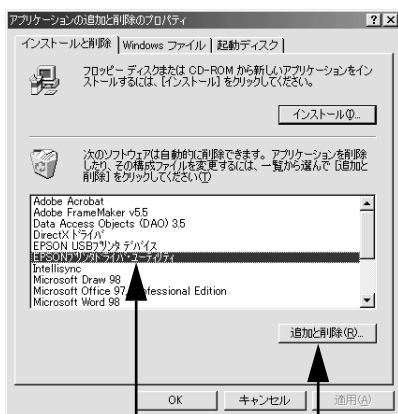 アプリケーションの追加と削除のプロパティ
インストールと削除
Windows ファイル
起動ディスク
フロッピー ディスクまたは CD-ROM から新しいアプリケーションをイン
ストールするには、[インストール] をクリックしてください。
インストール(I)...
次のソフトウェアは自動的に削除できます。アプリケーションを削除
したり、その構成ファイルを変更するには、一覧から選んで [追加と
削除] をクリックしてください(T)
Adobe Acrobat
Adobe FrameMaker v5.5
Data Access Objects (DAO) 3.5
DirectX ドライバ
EPSON USBプリンタ デバイス
EPSONプリンタドライバ・ユーティリティ
Intellisync
Microsoft Draw 98
Microsoft Office 97 Professional Edition
Microsoft Word 98
追加と削除(R)...
OK
キャンセル
適用(A)